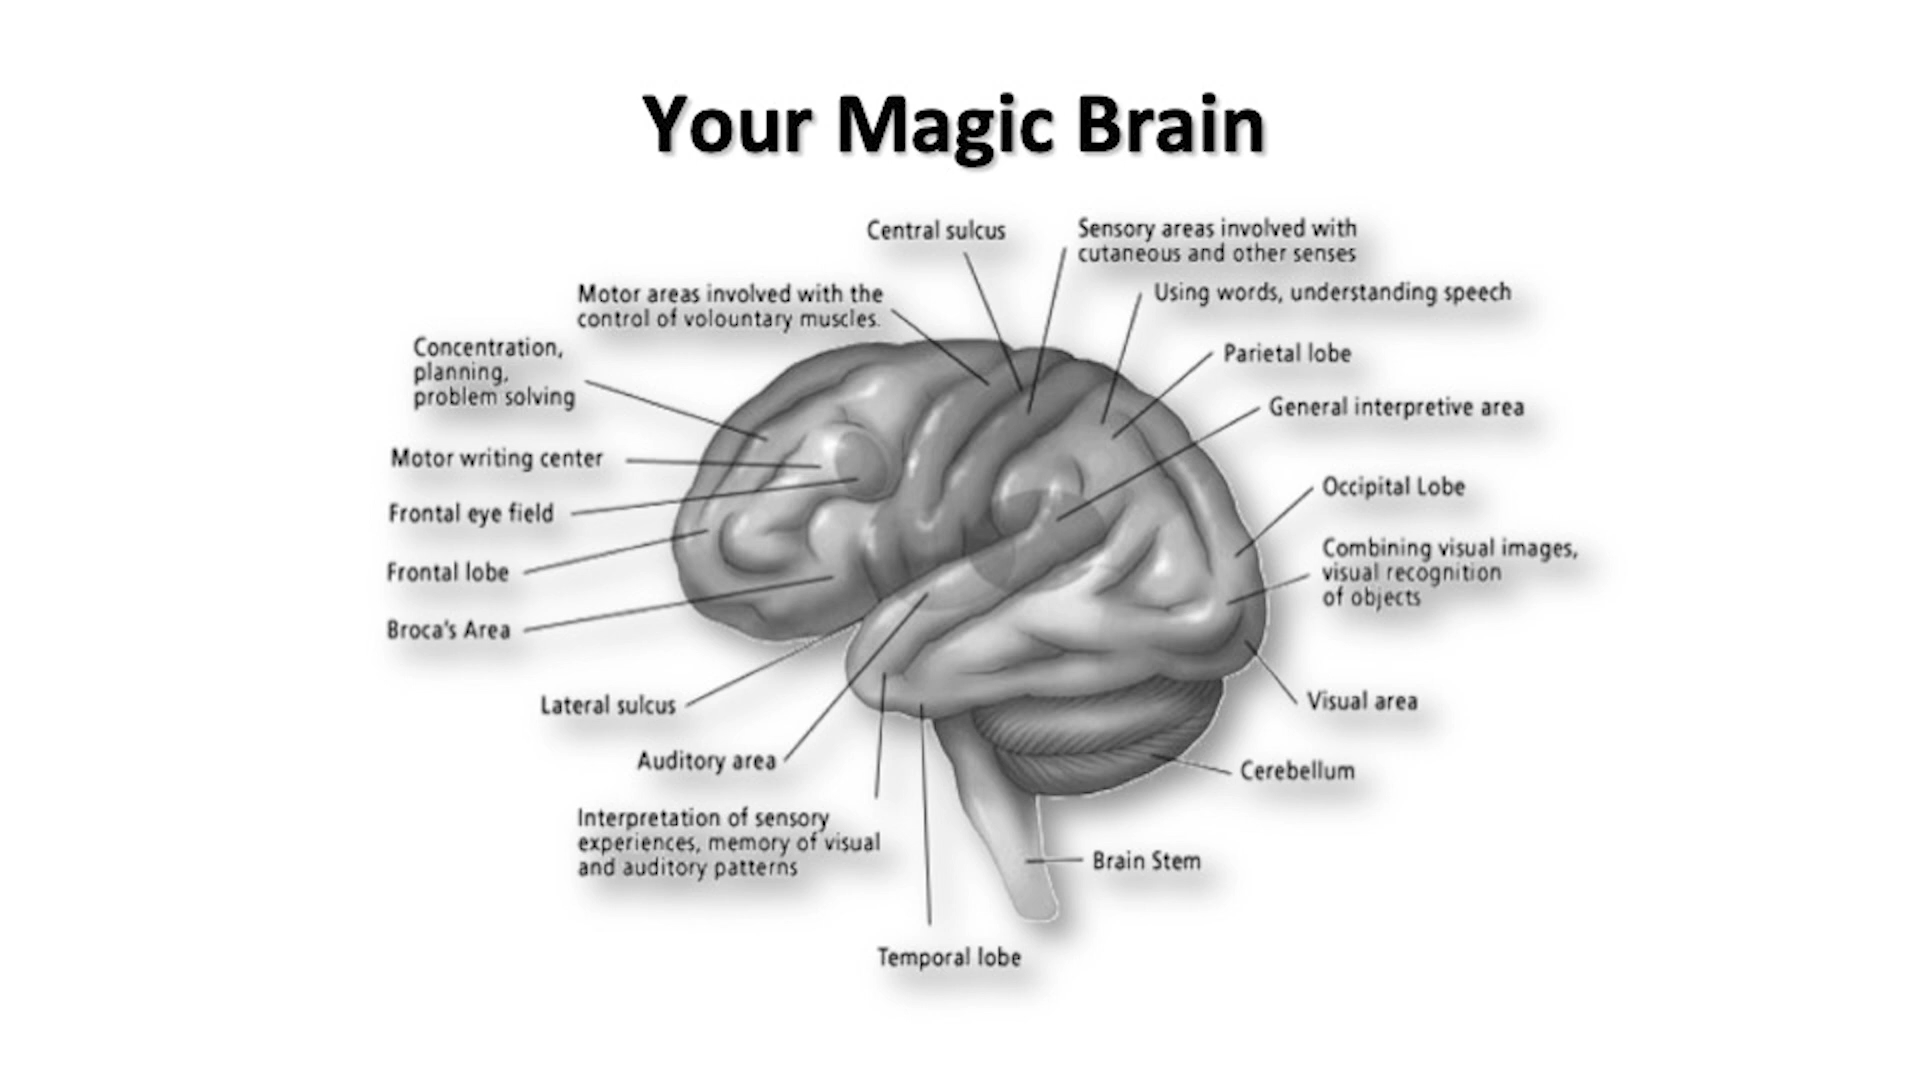 Your Magic Brain
Central sulcus
Sensory areas involved with
cutaneous and other senses
Motor areas involved with the
control of volountary muscles.
Using words, understanding speech
Concentration,
planning,
problem solving
Parietal lobe
General interpretive area
Motor writing center
Occipital Lobe
Frontal eye field
Combining visual images,
visual recognition
of objects
Frontal lobe
Broca's Area
Lateral sulcus
Visual area
Auditory area
Cerebellum
Interpretation of sensory
experiences, memory of visual
and auditory patterns
Brain Stem
Temporal lobe